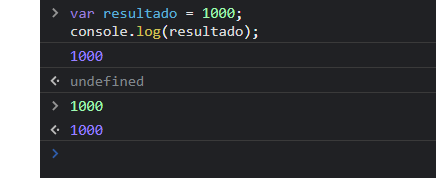 > var resultado = 1000;
console.log(resultado);
1000
undefined
> 1000
1000
>